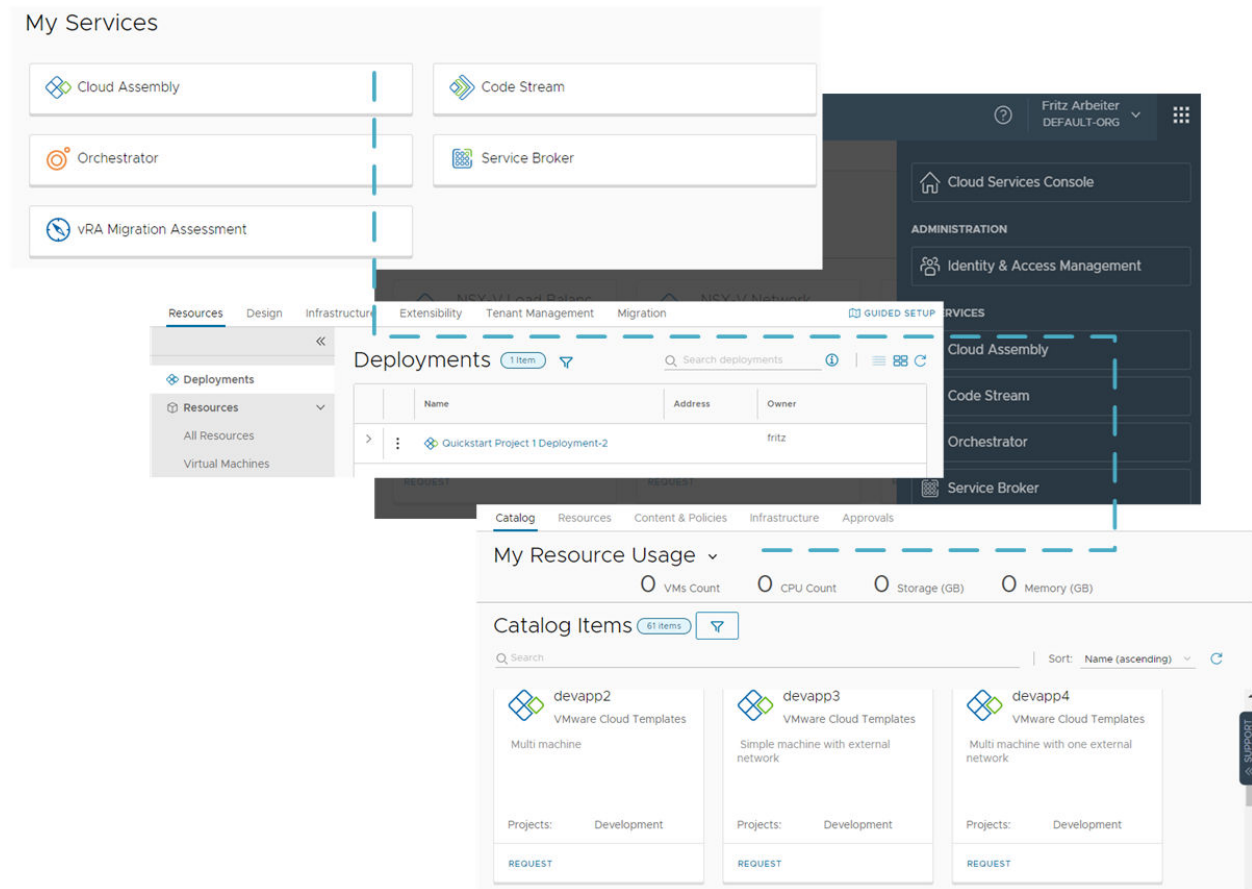 My Services
Cloud Assembly
Code Stream
Orchestrator
Service Broker
vRA Migration Assessment
Fritz Arbeiter
DEFAULT-ORG
Cloud Services Console
ADMINISTRATION
Identity & Access Management
NSX-V Load Balanc
NSX-V Network
RVICES
Cloud Assembly
Code Stream
Orchestrator
Service Broker
REQUEST
REQUEST
Resources Design Infrastructure Extensibility Tenant Management Migration GUIDED SETUP
Deployments 1 Item Search deployments
Deployments
Resources
All Resources
Virtual Machines
Name Address Owner
Quickstart Project 1 Deployment-2 fritz
Catalog Resources Content & Policies Infrastructure Approvals
My Resource Usage
0 VMs Count 0 CPU Count 0 Storage (GB) 0 Memory (GB)
Catalog Items 61 items
Search Sort: Name (ascending)
devapp2
VMware Cloud Templates
Multi machine
Projects: Development
REQUEST
devapp3
VMware Cloud Templates
Simple machine with external
network
Projects: Development
REQUEST
devapp4
VMware Cloud Templates
Multi machine with one external
network
Projects: Development
REQUEST
SUPPORT